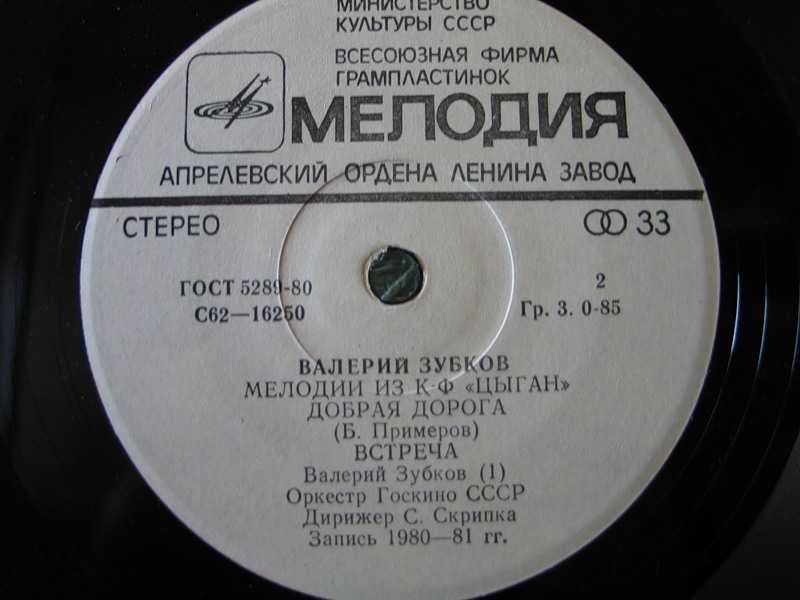 МИНИСТЕРСТВО
КУЛЬТУРЫ СССР
ВСЕСОЮЗНАЯ ФИРМА
ГРАМПЛАСТИНОК
МЕЛОДИЯ
АПРЕЛЕВСКИЙ ОРДЕНА ЛЕНИНА ЗАВОД
СТЕРЕО
33
ГОСТ 5289-80
С62—16250
2
Гр. 3. 0-85
ВАЛЕРИЙ ЗУБКОВ
МЕЛОДИИ ИЗ К-Ф «ЦЫГАН»
ДОБРАЯ ДОРОГА
(Б. Примеров)
ВСТРЕЧА
Валерий Зубков (1)
Оркестр Госкино СССР
Дирижер С. Скрипка
Запись 1980—81 гг.